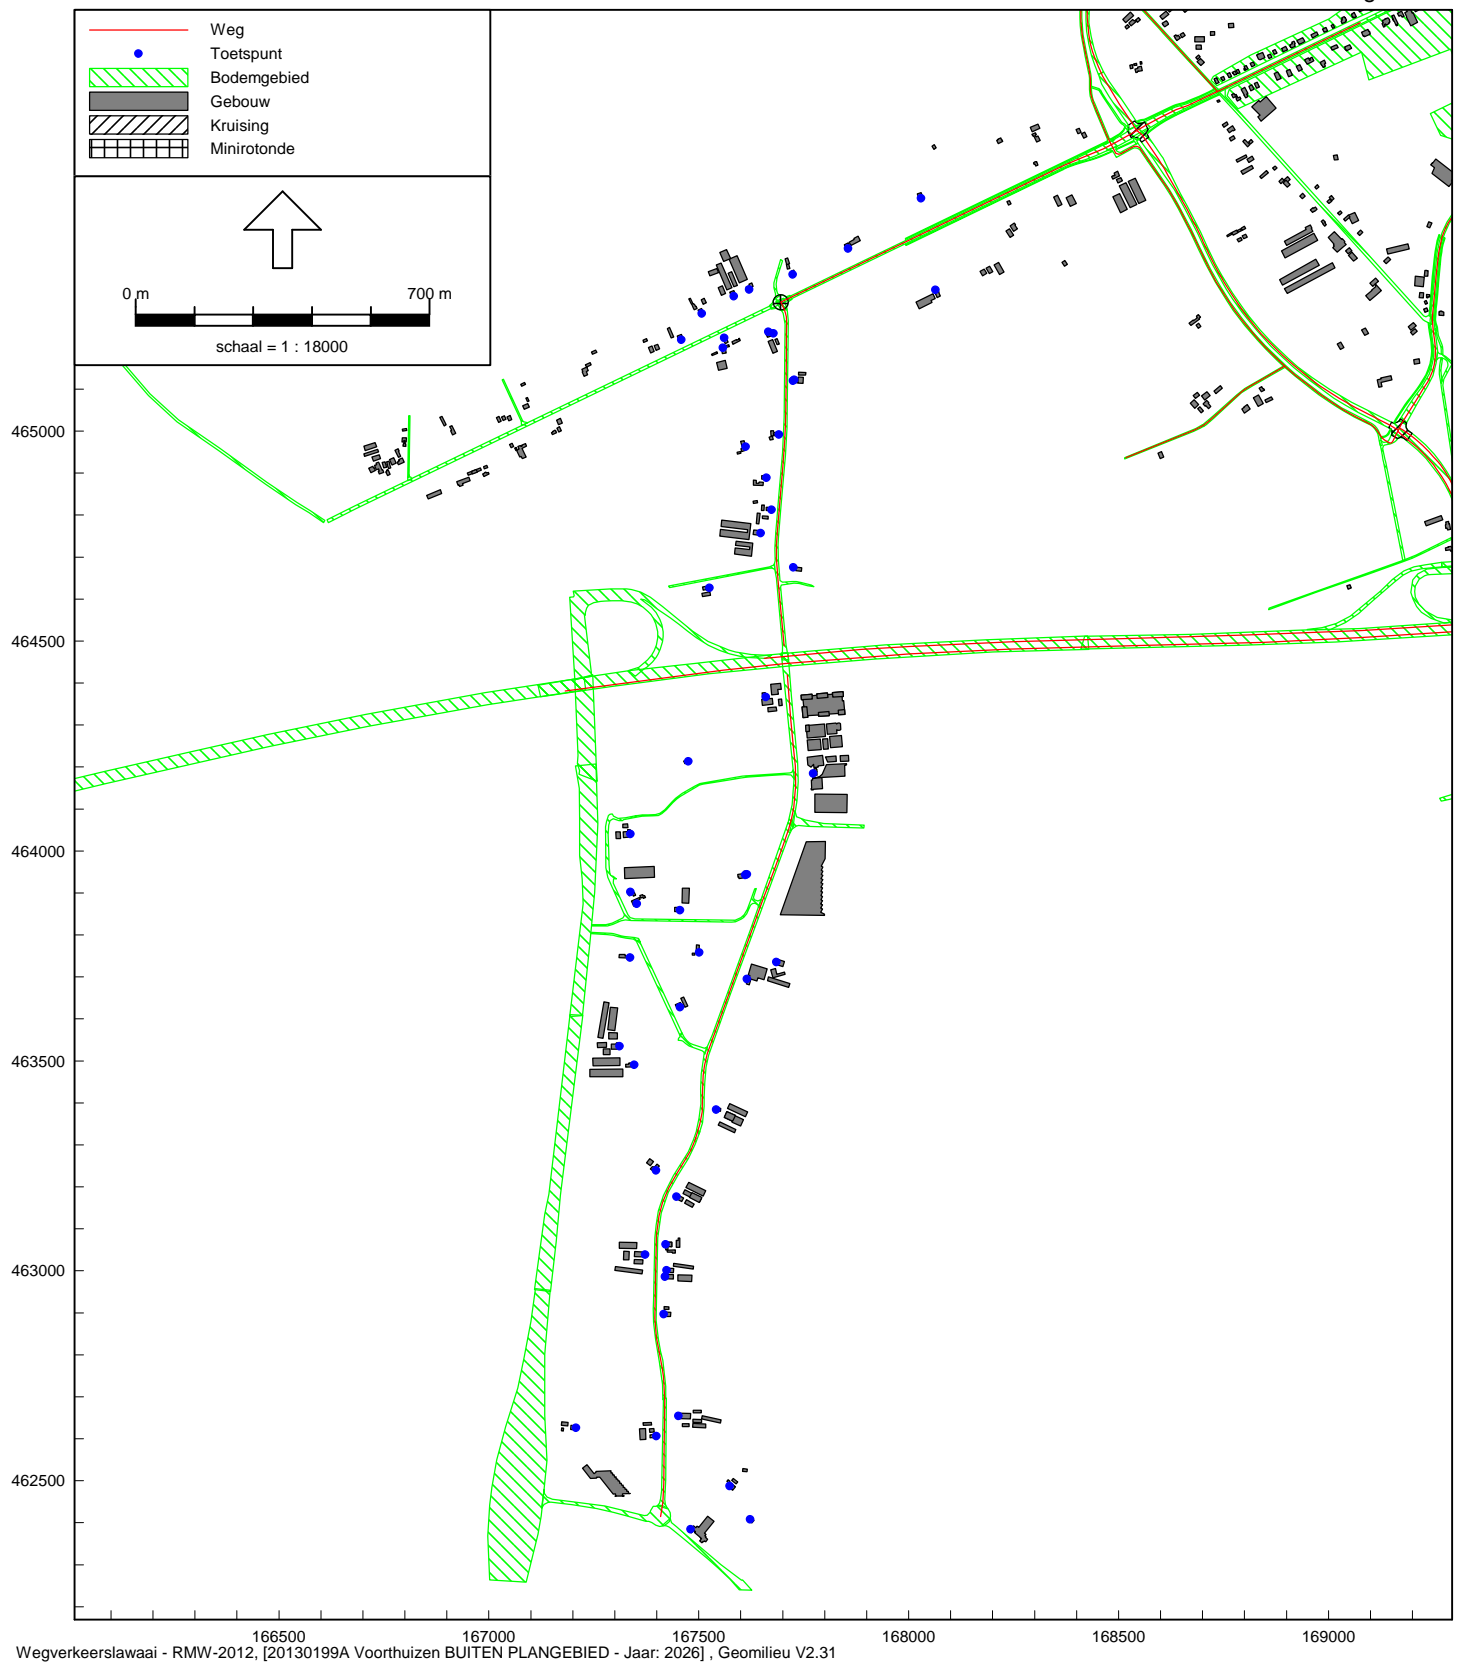 Weg
Toetspunt
Bodemgebied
Gebouw
Kruising
Minirotonde
0 m 700 m
schaal = 1 : 18000
465000
464500
464000
463500
463000
462500
166500 167000 167500 168000 168500 169000
Wegverkeerslawaai - RMW-2012, [20130199A Voorthuizen BUITEN PLANGEBIED - Jaar: 2026] , Geomilieu V2.31